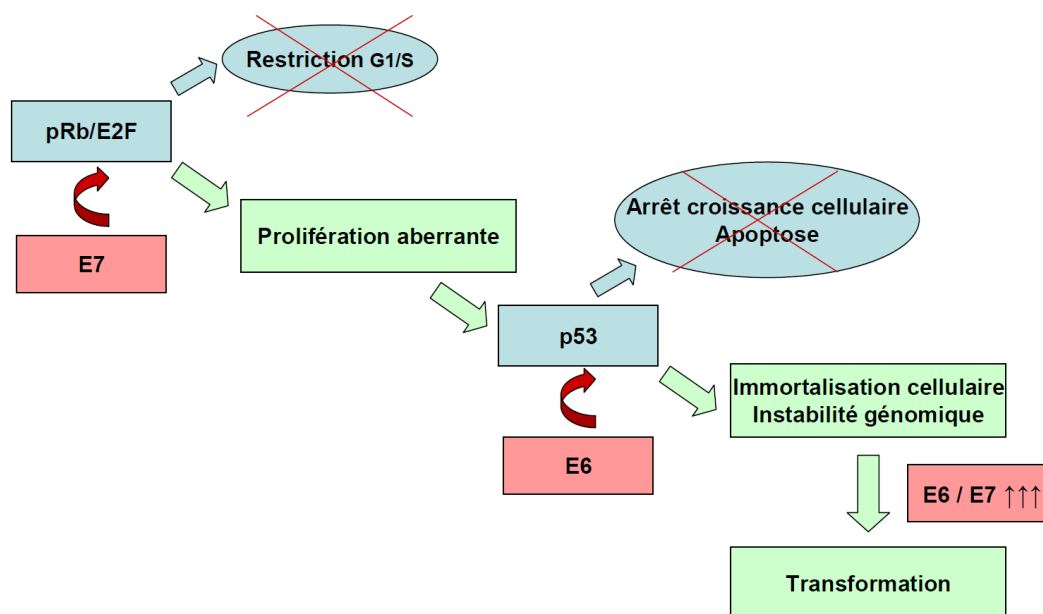 Restriction G1/S
pRb/E2F
E7
Prolifération aberrante
Arrêt croissance cellulaire
Apoptose
p53
E6
Immortalisation cellulaire
Instabilité génomique
E6 / E7 ↑↑↑
Transformation